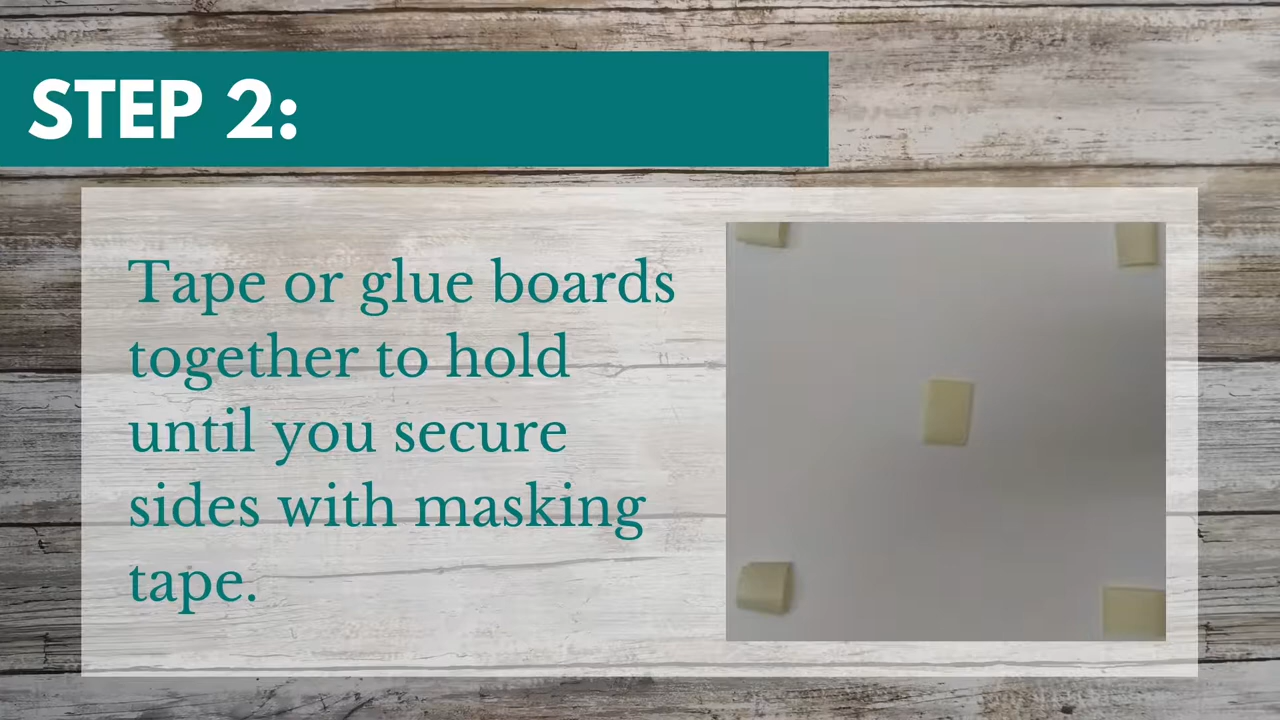 STEP 2:
Tape or glue boards
together to hold
until you secure
sides with masking
tape.